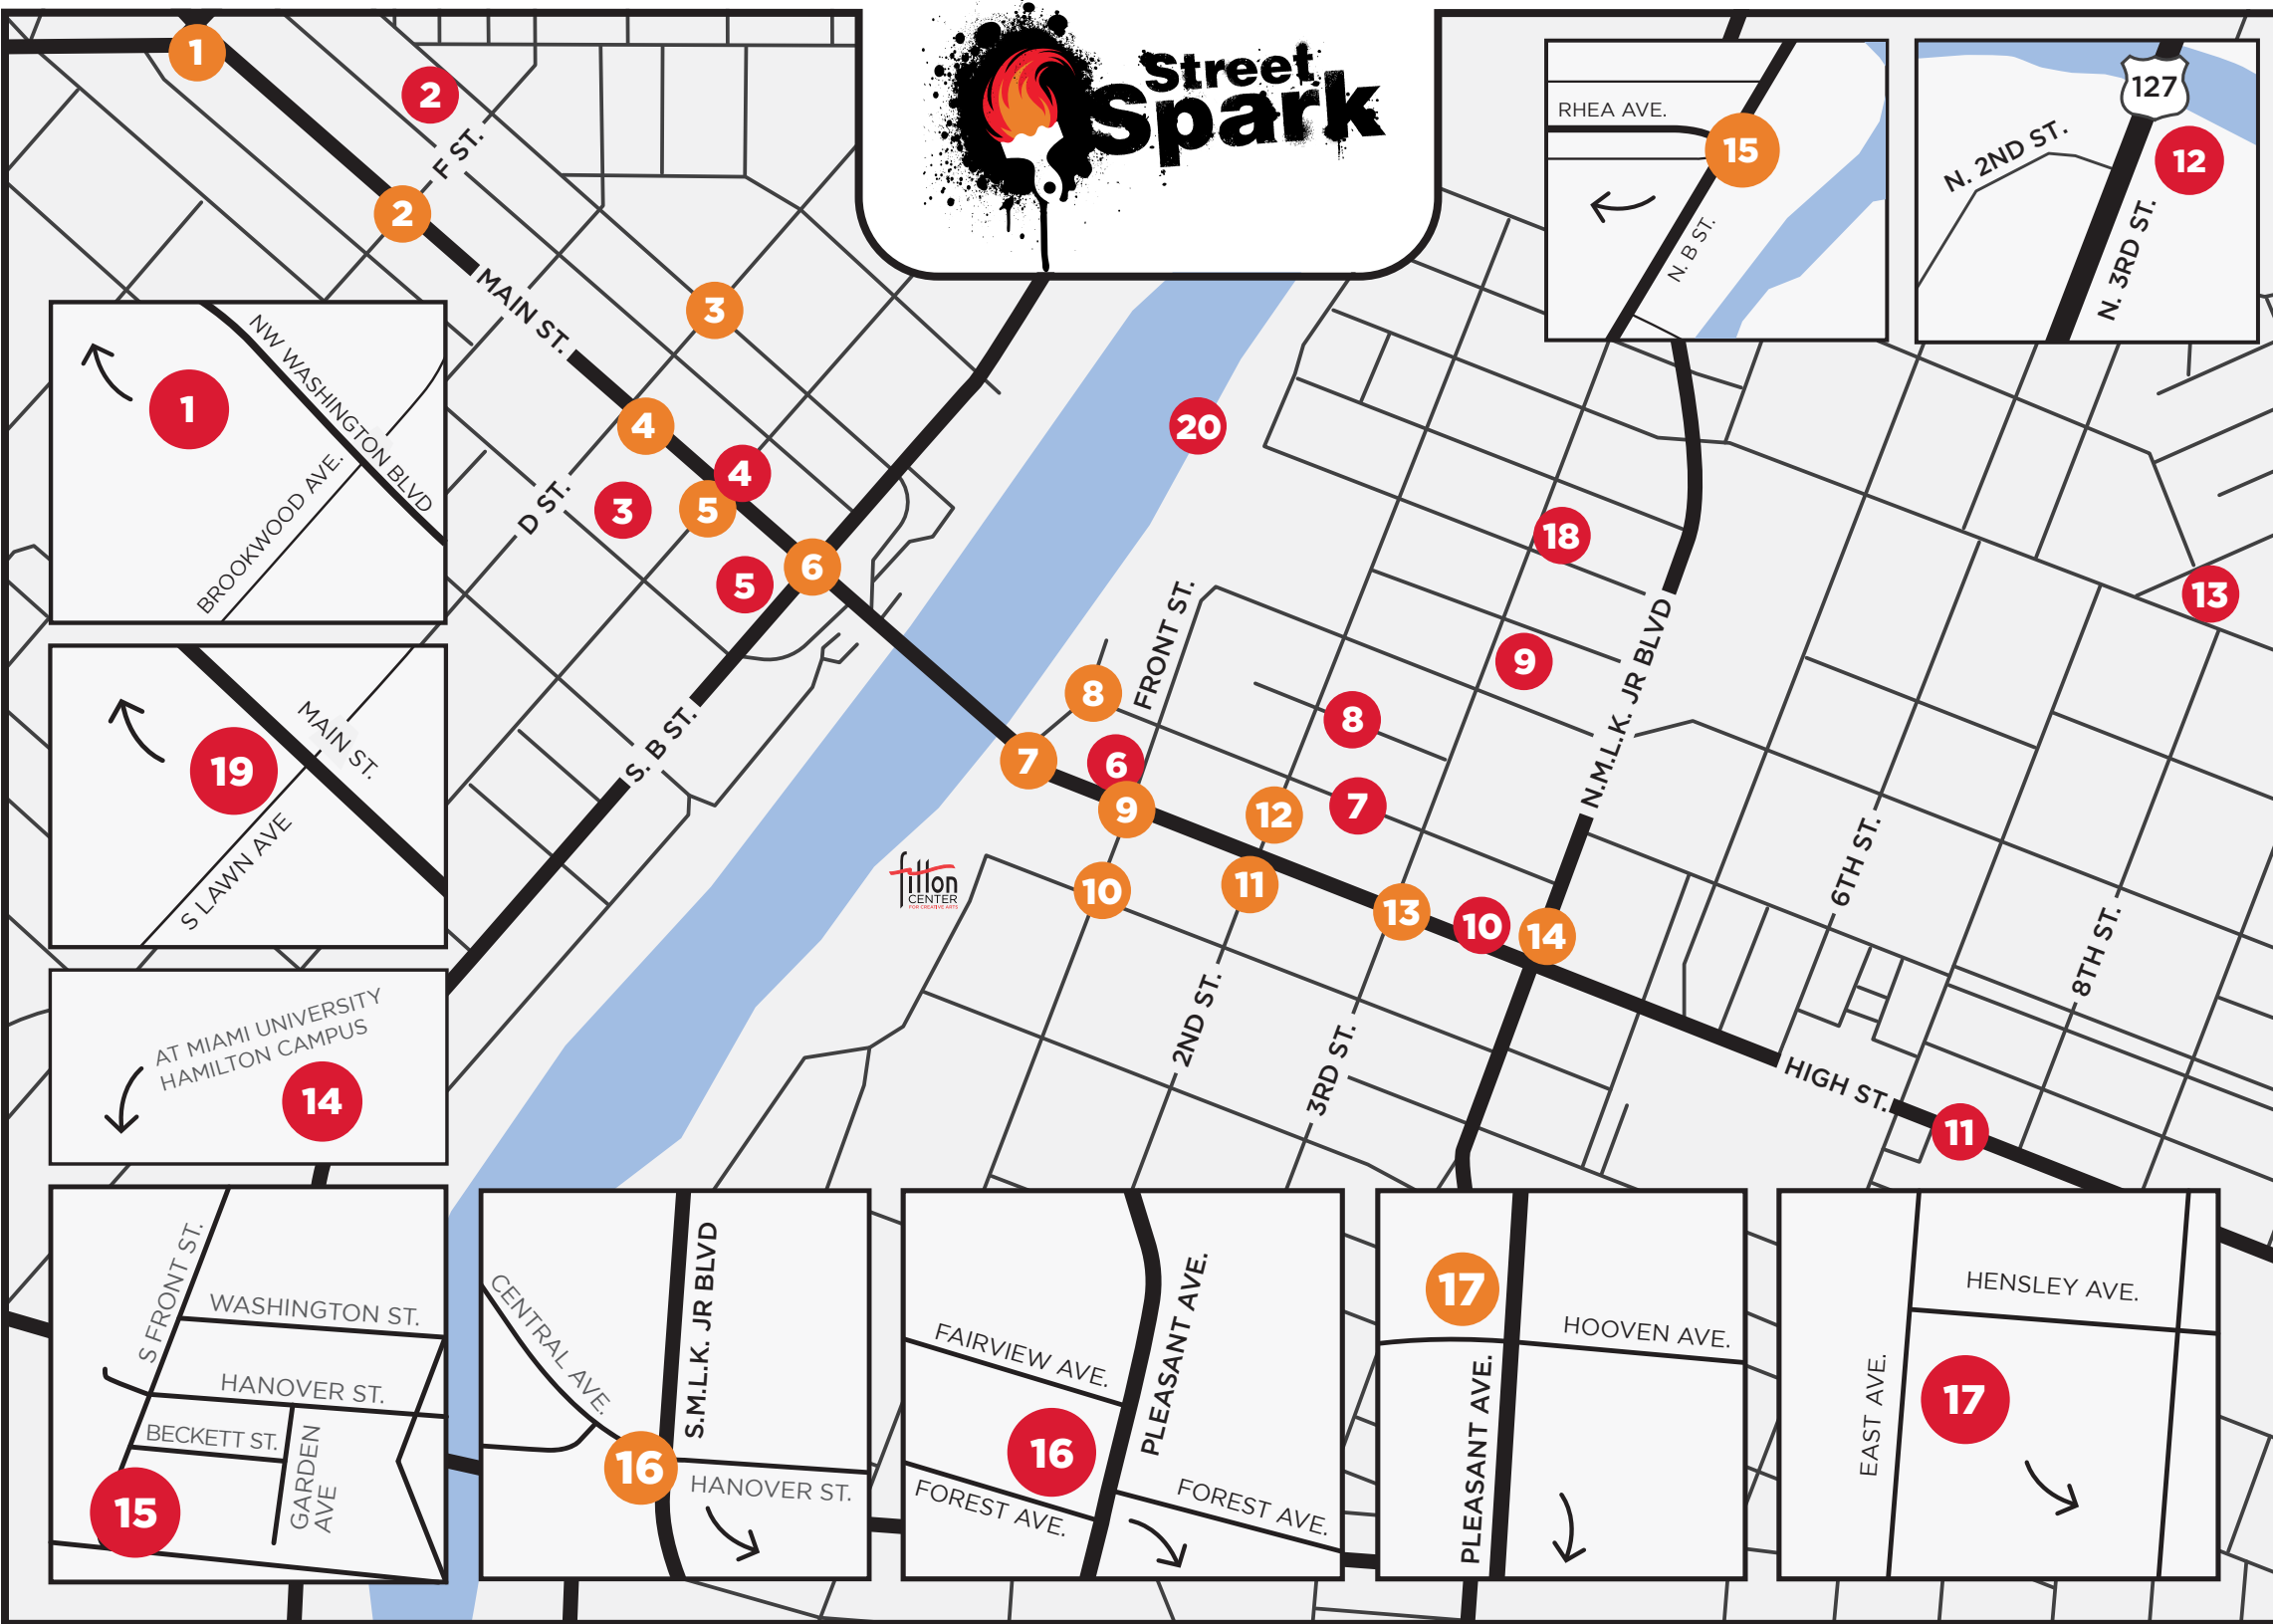 Street
Spark
1
2
F ST.
2
MAIN ST.
3
4
4
3
5
D ST.
5
6
S. B ST.
20
RHEA AVE.
15
N. B ST.
127
N. 2ND ST.
12
N. 3RD ST.
NW WASHINGTON BLVD
1
BROOKWOOD AVE.
18
13
9
N.M.L.K. JR BLVD
FRONT ST.
8
8
7
6
9
12
7
fitton
CENTER
FOR CREATIVE ARTS
10
11
13
10
14
6TH ST.
8TH ST.
2ND ST.
3RD ST.
HIGH ST.
11
MAIN ST.
19
S LAWN AVE
AT MIAMI UNIVERSITY
HAMILTON CAMPUS
14
S FRONT ST.
WASHINGTON ST.
HANOVER ST.
BECKETT ST.
GARDEN
AVE
15
CENTRAL AVE.
S.M.L.K. JR BLVD
16
HANOVER ST.
FAIRVIEW AVE.
PLEASANT AVE.
16
FOREST AVE.
FOREST AVE.
17
HOOVEN AVE.
PLEASANT AVE.
HENSLEY AVE.
EAST AVE.
17